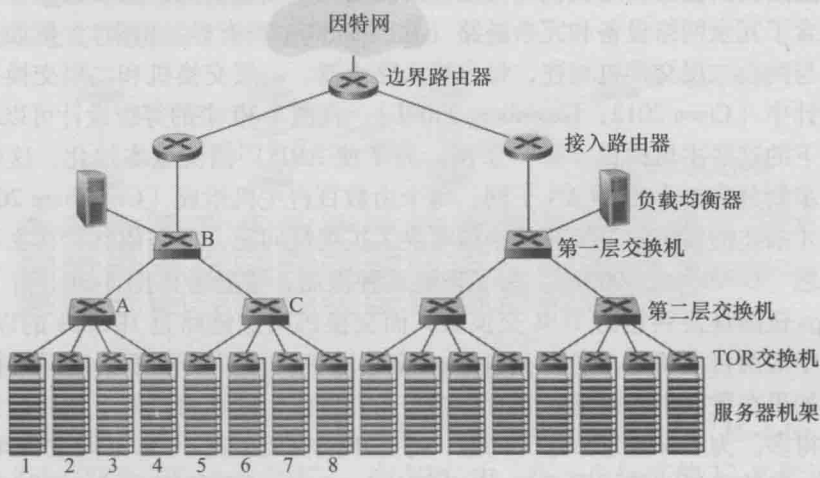 因特网
边界路由器
接入路由器
负载均衡器
B
第一层交换机
A
C
第二层交换机
TOR交换机
服务器机架
1 2 3 4 5 6 7 8